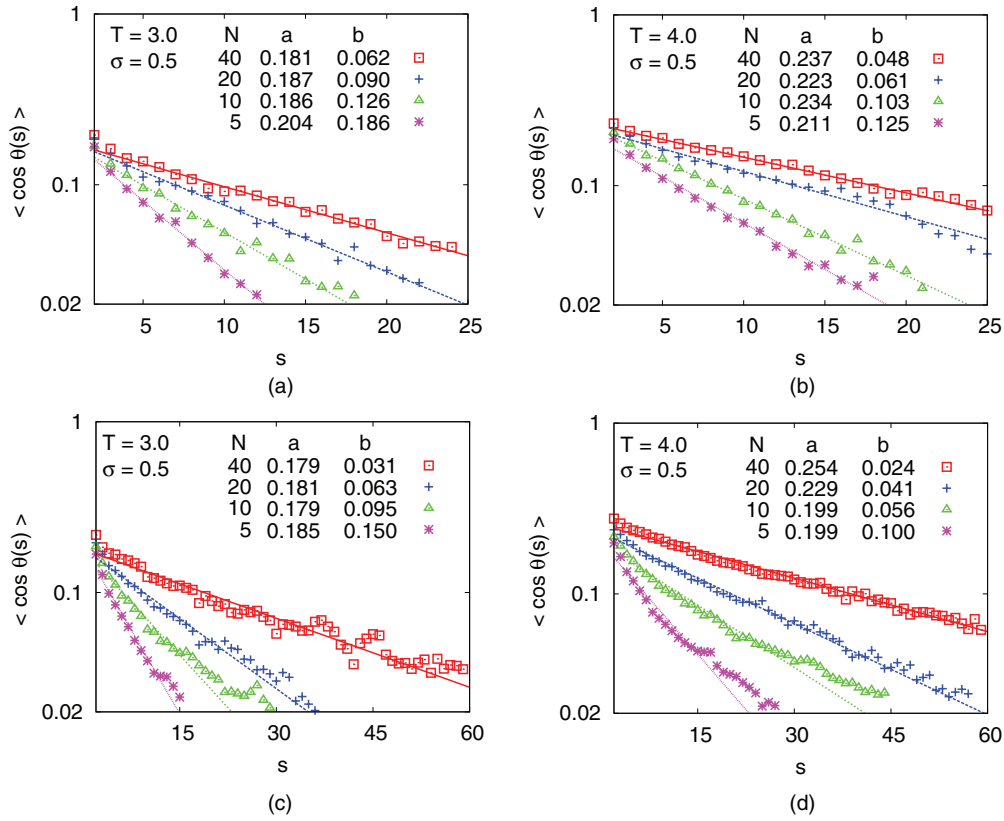 1
T = 3.0 N a b
40 0.181 0.062
σ = 0.5 20 0.187 0.090
10 0.186 0.126
5 0.204 0.186
< cos θ(s) >
0.1
0.02
5 10 15 20 25
s
(a)
1
T = 4.0 N a b
40 0.237 0.048
σ = 0.5 20 0.223 0.061
10 0.234 0.103
5 0.211 0.125
< cos θ(s) >
0.1
0.02
5 10 15 20 25
s
(b)
1
T = 3.0 N a b
40 0.179 0.031
σ = 0.5 20 0.181 0.063
10 0.179 0.095
5 0.185 0.150
< cos θ(s) >
0.1
0.02
15 30 45 60
s
(c)
1
T = 4.0 N a b
40 0.254 0.024
σ = 0.5 20 0.229 0.041
10 0.199 0.056
5 0.199 0.100
< cos θ(s) >
0.1
0.02
15 30 45 60
s
(d)